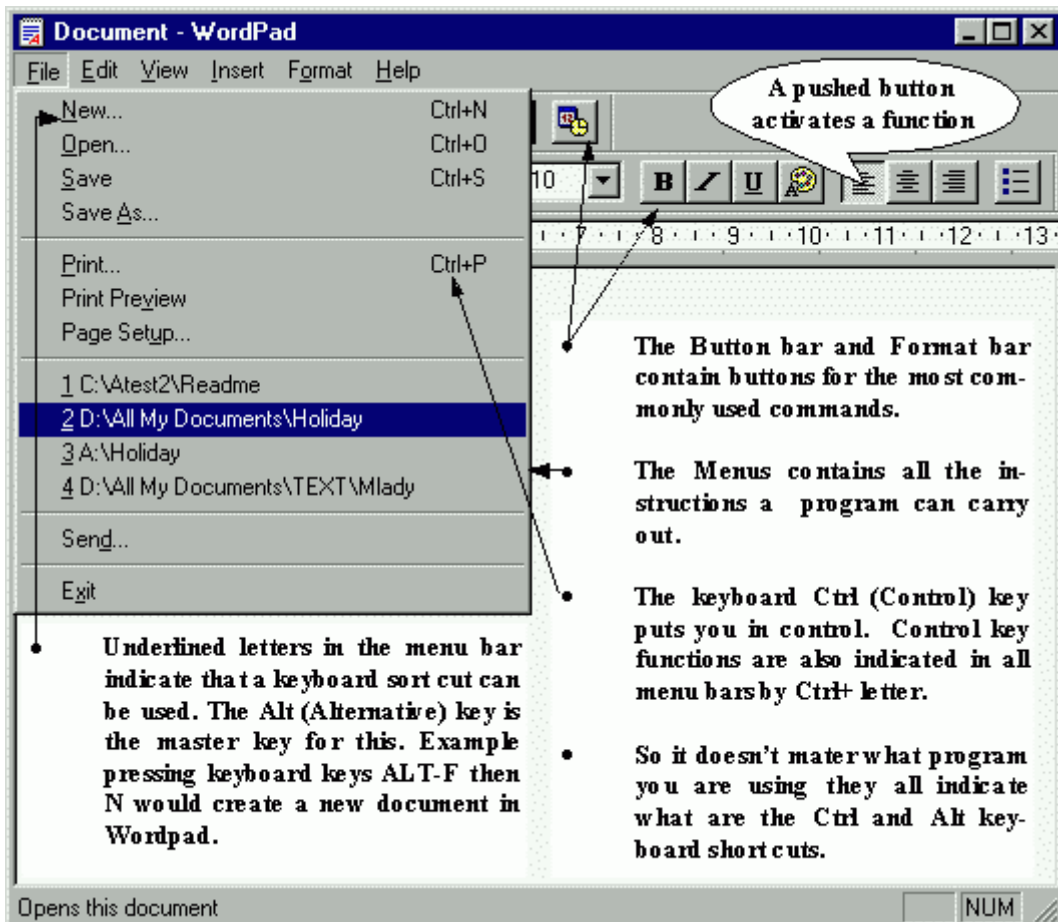 Document - WordPad
File Edit View Insert Format Help
New... Ctrl+N
Open... Ctrl+O
Save Ctrl+S
Save As...
Print... Ctrl+P
Print Preview
Page Setup...
1 C:\Atest2\Readme
2 D:\All My Documents\Holiday
3 A:\Holiday
4 D:\All My Documents\TEXT\Mlady
Send...
Exit
A pushed button
activates a function
10
B I U A
7 8 9 10 11 12 13
• The Button bar and Format bar
contain buttons for the most com-
monly used commands.
• The Menus contains all the in-
structions a program can carry
out.
• The keyboard Ctrl (Control) key
puts you in control. Control key
functions are also indicated in all
menu bars by Ctrl+ letter.
• So it doesn't mater what program
you are using they all indicate
what are the Ctrl and Alt key-
board short cuts.
• Underlined letters in the menu bar
indicate that a keyboard sort cut can
be used. The Alt (Alternative) key is
the master key for this. Example
pressing keyboard keys ALT-F then
N would create a new document in
Wordpad.
Opens this document
NUM